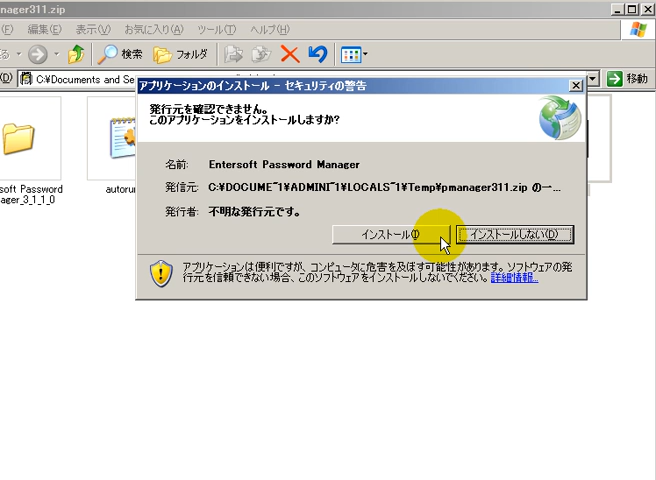 nager311.zip
(F) 編集(E) 表示(V) お気に入り(A) ツール(T) ヘルプ(H)
る 検索 フォルダ
(D) C:¥Documents and Se 移動
アプリケーションのインストール - セキュリティの警告
発行元を確認できません。
このアプリケーションをインストールしますか?
名前: Entersoft Password Manager
発信元: C:¥DOCUME~1¥ADMINI~1¥LOCALS~1¥Temp¥pmanager311.zip の一...
発行者: 不明な発行元です。
インストール(I) インストールしない(D)
アプリケーションは便利ですが、コンピュータに危害を及ぼす可能性があります。ソフトウェアの発
行元を信頼できない場合、このソフトウェアをインストールしないでください。詳細情報...
soft Password
ager_3_1_1_0
autoru